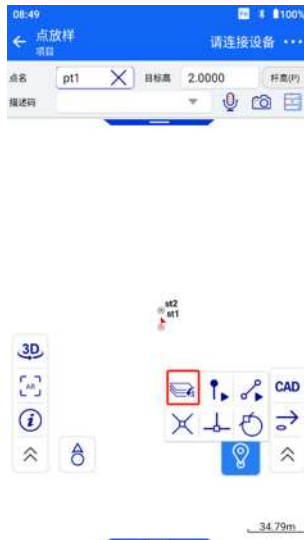 08:49 100%
点放样 请连接设备
项目
点名 pt1 目标高 2.0000 杆高(P)
描述码
st2
st1
3D
AR
CAD
34.79m